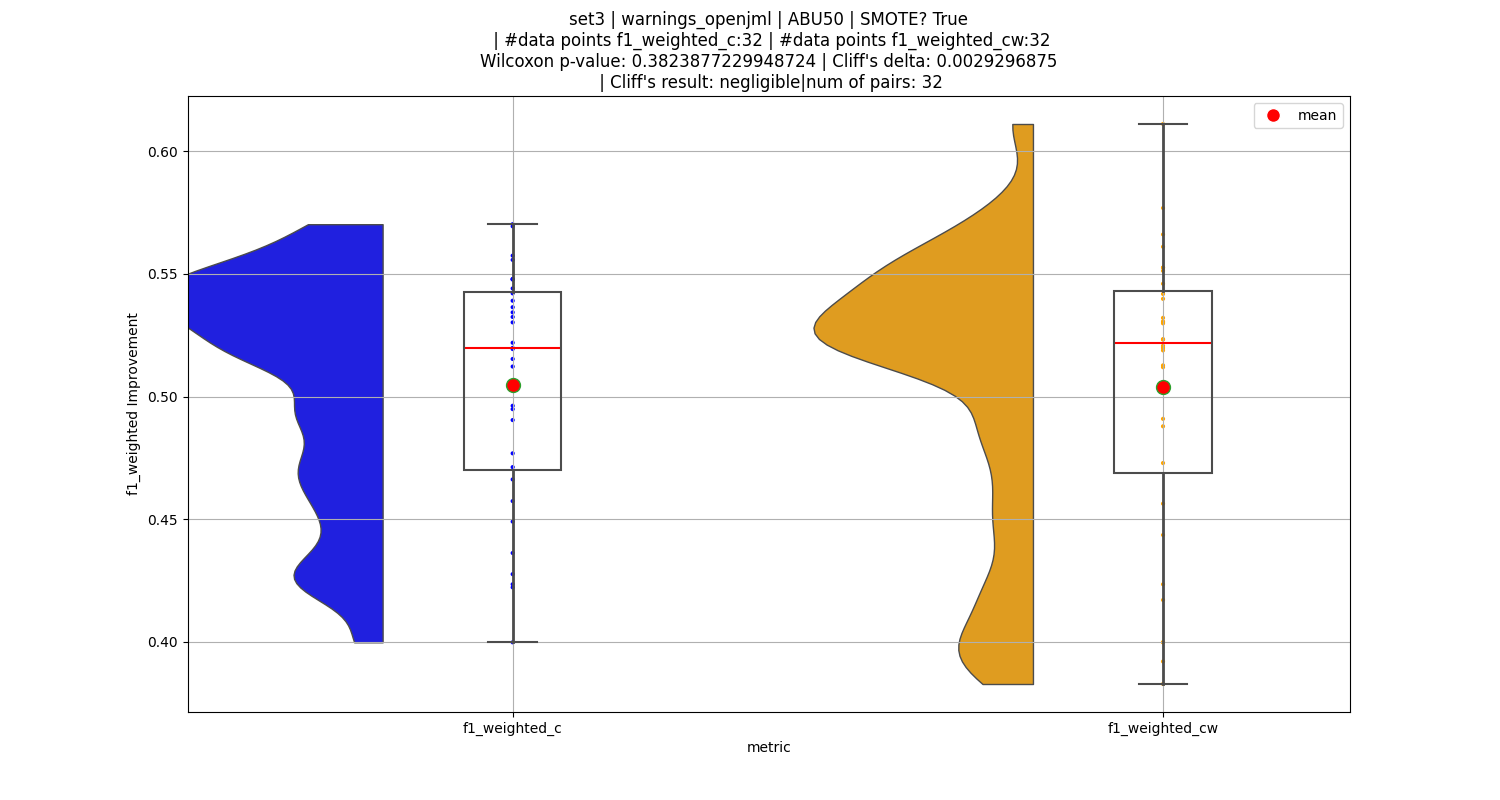 set3 | warnings_openjml | ABU50 | SMOTE? True
| #data points f1_weighted_c:32 | #data points f1_weighted_cw:32
Wilcoxon p-value: 0.3823877229948724 | Cliff's delta: 0.0029296875
| Cliff's result: negligible|num of pairs: 32
mean
0.60
0.55
0.50
0.45
0.40
f1_weighted Improvement
f1_weighted_c
f1_weighted_cw
metric